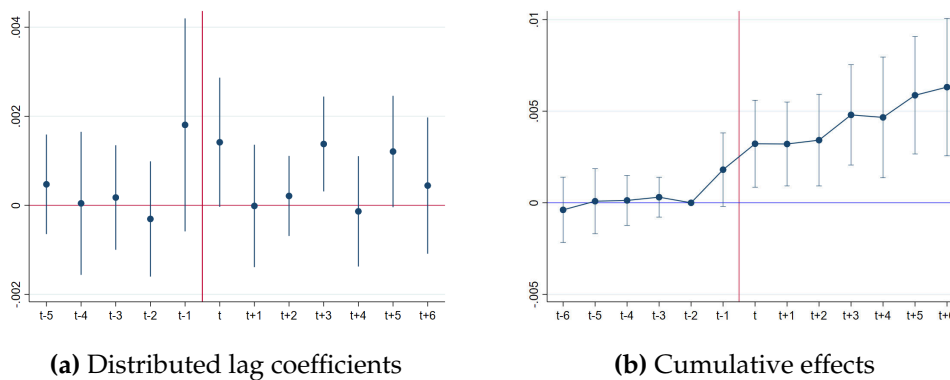 .004
.002
0
-.002
t-5 t-4 t-3 t-2 t-1 t t+1 t+2 t+3 t+4 t+5 t+6
(a) Distributed lag coefficients
.01
.005
0
-.005
t-6 t-5 t-4 t-3 t-2 t-1 t t+1 t+2 t+3 t+4 t+5 t+6
(b) Cumulative effects